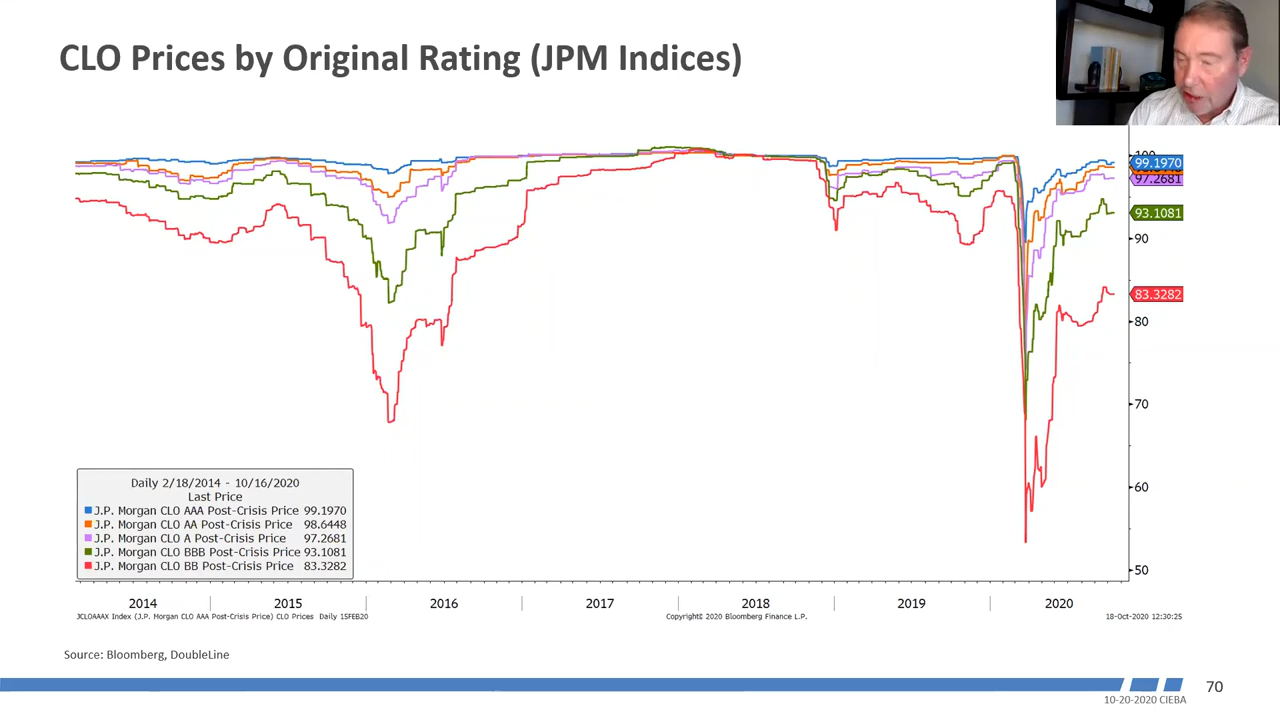 CLO Prices by Original Rating (JPM Indices)
100
99.1970
97.2681
93.1081
90
83.3282
80
70
60
50
Daily 2/18/2014 - 10/16/2020
Last Price
J.P. Morgan CLO AAA Post-Crisis Price 99.1970
J.P. Morgan CLO AA Post-Crisis Price 98.6448
J.P. Morgan CLO A Post-Crisis Price 97.2681
J.P. Morgan CLO BBB Post-Crisis Price 93.1081
J.P. Morgan CLO BB Post-Crisis Price 83.3282
2014 2015 2016 2017 2018 2019 2020
JCLOAAAX Index (J.P. Morgan CLO AAA Post-Crisis Price) CLO Prices Daily 15FEB20 Copyright© 2020 Bloomberg Finance L.P. 18-Oct-2020 12:30:25
Source: Bloomberg, DoubleLine
70
10-20-2020 CIEBA